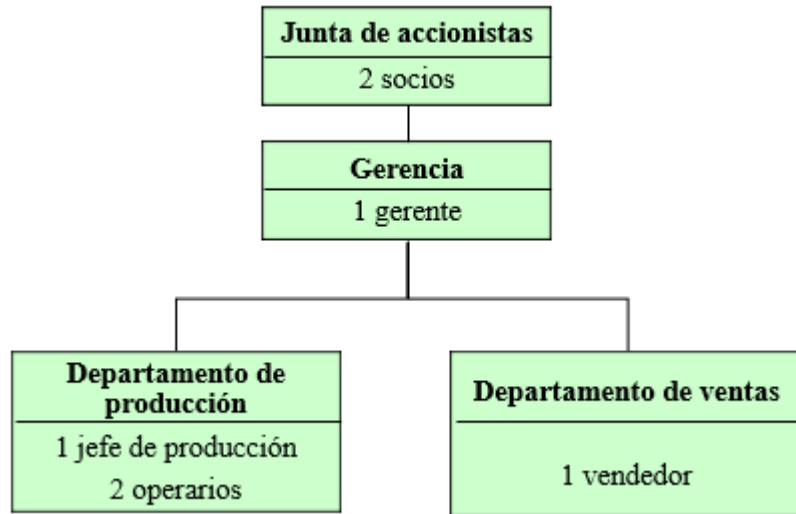 Junta de accionistas
2 socios
Gerencia
1 gerente
Departamento de
producción
1 jefe de producción
2 operarios
Departamento de ventas
1 vendedor